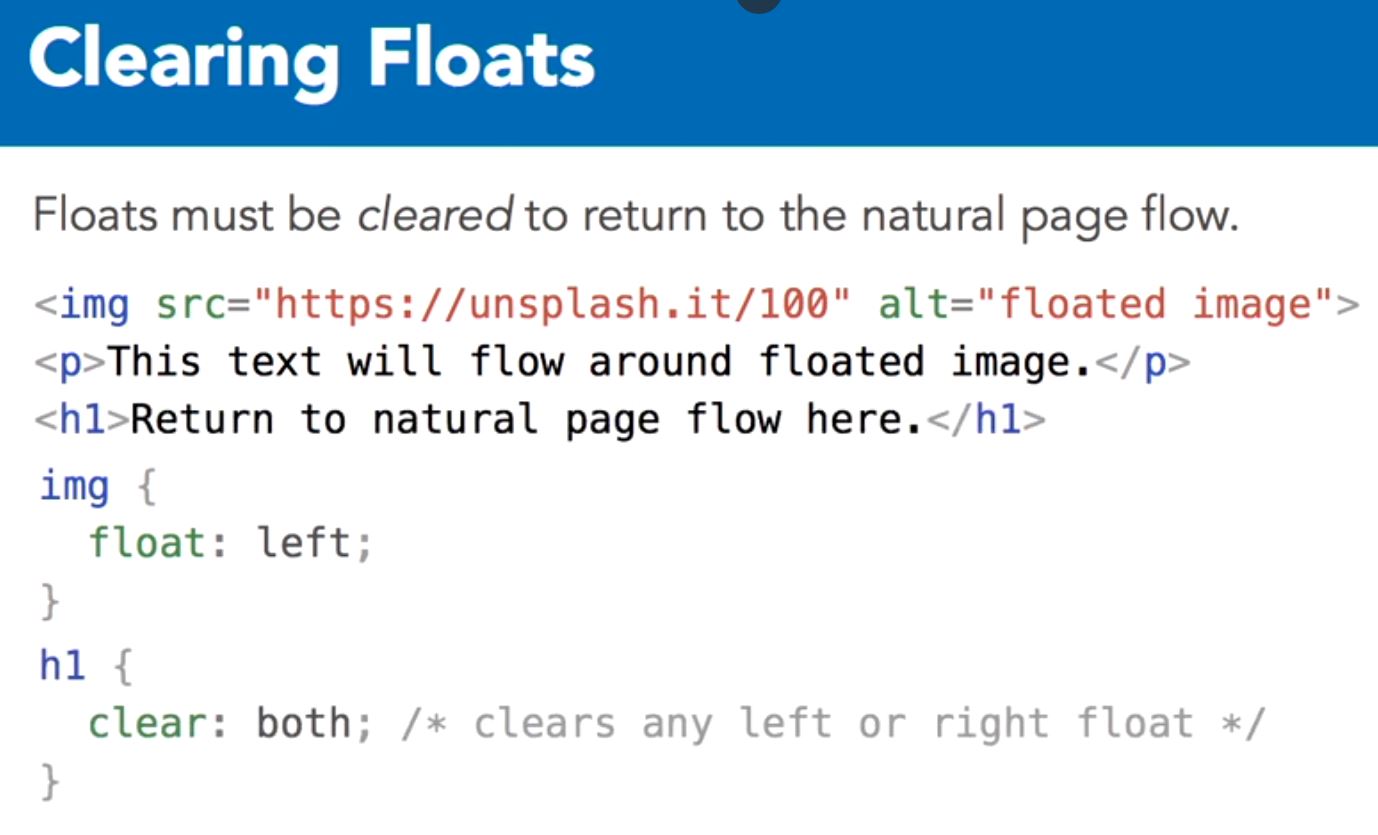 Clearing Floats
Floats must be cleared to return to the natural page flow.
<img src="https://unsplash.it/100" alt="floated image">
<p>This text will flow around floated image.</p>
<h1>Return to natural page flow here.</h1>
img {
  float: left;
}
h1 {
  clear: both; /* clears any left or right float */
}